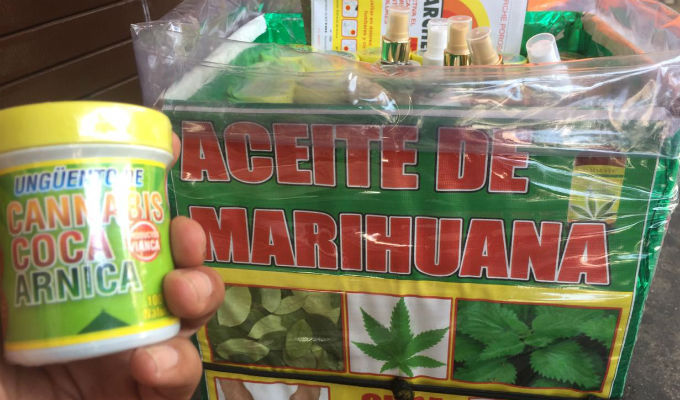 UNGÜENTO DE
CANNABIS
COCA
ARNICA
ACEITE DE
MARIHUANA